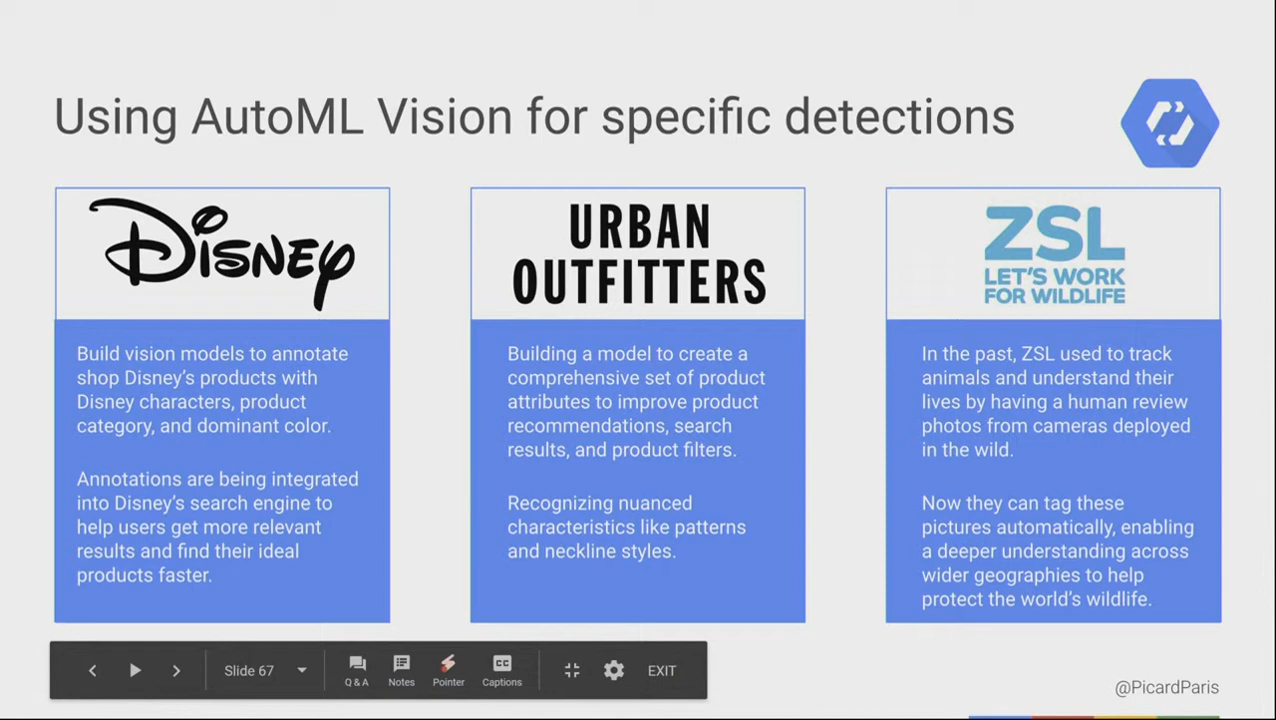 Using AutoML Vision for specific detections
Disney
Build vision models to annotate
shop Disney’s products with
Disney characters, product
category, and dominant color.
Annotations are being integrated
into Disney’s search engine to
help users get more relevant
results and find their ideal
products faster.
URBAN
OUTFITTERS
Building a model to create a
comprehensive set of product
attributes to improve product
recommendations, search
results, and product filters.
Recognizing nuanced
characteristics like patterns
and neckline styles.
ZSL
LET’S WORK
FOR WILDLIFE
In the past, ZSL used to track
animals and understand their
lives by having a human review
photos from cameras deployed
in the wild.
Now they can tag these
pictures automatically, enabling
a deeper understanding across
wider geographies to help
protect the world’s wildlife.
Slide 67
Q & A
Notes
Pointer
CC
Captions
EXIT
@PicardParis